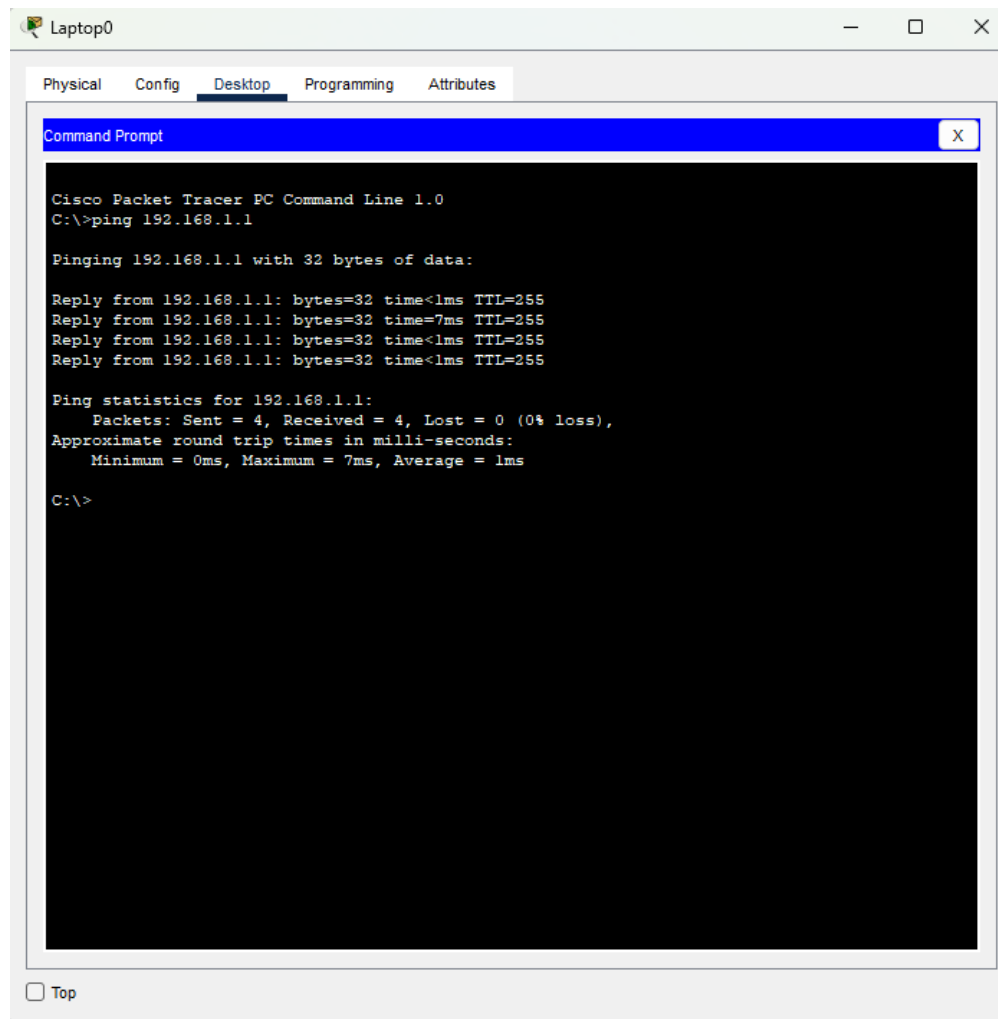 Laptop0
Physical Config Desktop Programming Attributes
Command Prompt X
Cisco Packet Tracer PC Command Line 1.0
C:\>ping 192.168.1.1
Pinging 192.168.1.1 with 32 bytes of data:
Reply from 192.168.1.1: bytes=32 time<1ms TTL=255
Reply from 192.168.1.1: bytes=32 time=7ms TTL=255
Reply from 192.168.1.1: bytes=32 time<1ms TTL=255
Reply from 192.168.1.1: bytes=32 time<1ms TTL=255
Ping statistics for 192.168.1.1:
Packets: Sent = 4, Received = 4, Lost = 0 (0% loss),
Approximate round trip times in milli-seconds:
Minimum = 0ms, Maximum = 7ms, Average = 1ms
C:\>
Top